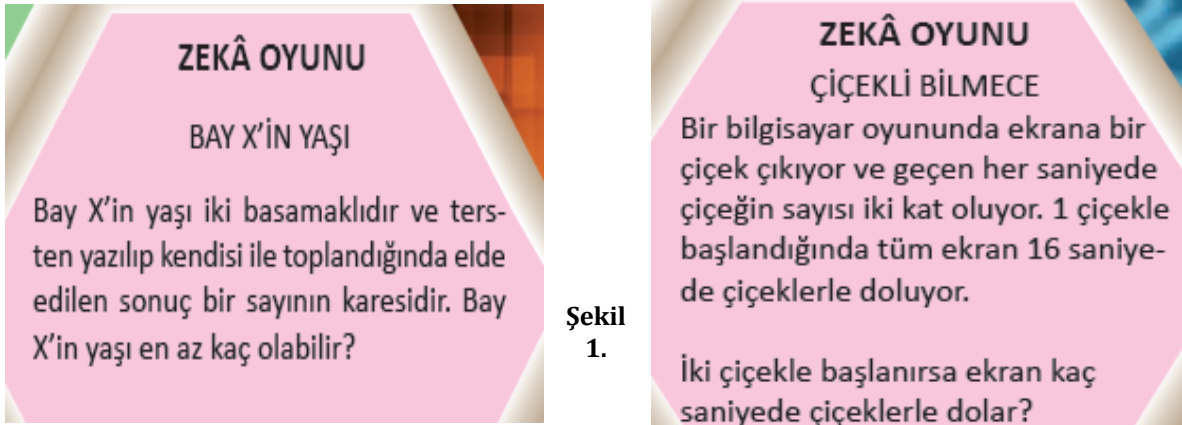 ZEKÂ OYUNU
BAY X’İN YAŞI
Bay X’in yaşı iki basamaklıdır ve ters-
ten yazılıp kendisi ile toplandığında elde
edilen sonuç bir sayının karesidir. Bay
X’in yaşı en az kaç olabilir?
Şekil
1.
ZEKÂ OYUNU
ÇİÇEKLİ BİLMECE
Bir bilgisayar oyununda ekrana bir
çiçek çıkıyor ve geçen her saniyede
çiçeğin sayısı iki kat oluyor. 1 çiçekle
başlandığında tüm ekran 16 saniye-
de çiçeklerle doluyor.
İki çiçekle başlanırsa ekran kaç
saniyede çiçeklerle dolar?